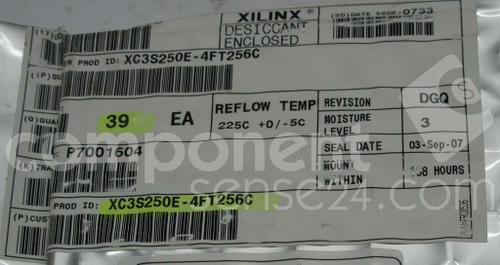 XILINX
DESICCANT
ENCLOSED
(9D) DATE CODE: 0733
PROD ID: XC3S250E-4FT256C
39 EA
REFLOW TEMP
225C +0/-5C
REVISION DGQ
MOISTURE
LEVEL 3
SEAL DATE 03-Sep-07
MOUNT
WITHIN 168 HOURS
P7001604
PROD ID: XC3S250E-4FT256C
component
sense24.com